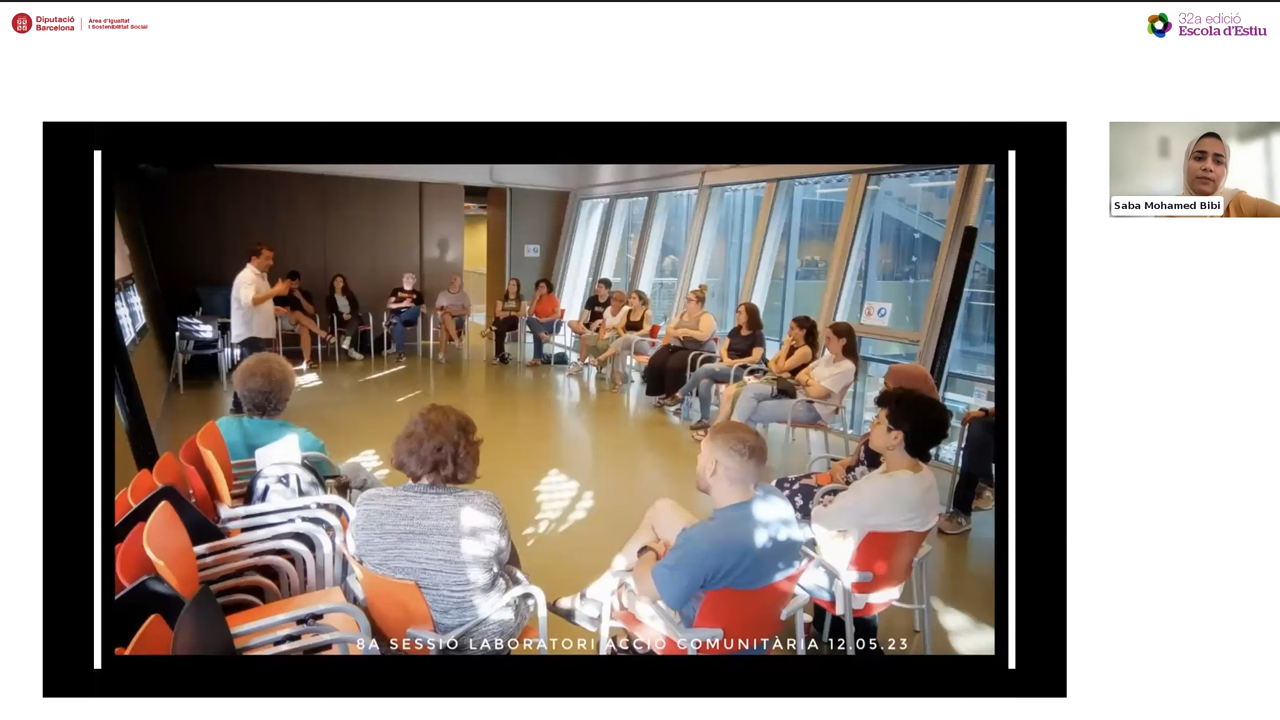 Diputació
Barcelona
Àrea d'Igualtat
i Sostenibilitat Social
32a edició
Escola d'Estiu
Saba Mohamed Bibi
8A SESSIÓ LABORATORI ACCIÓ COMUNITÀRIA 12.05.23